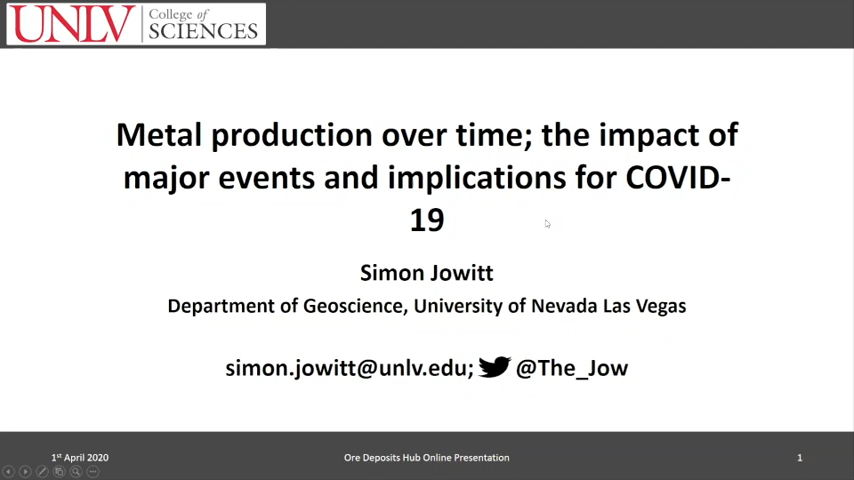 UNLV College of
SCIENCES
Metal production over time; the impact of
major events and implications for COVID-
19
Simon Jowitt
Department of Geoscience, University of Nevada Las Vegas
simon.jowitt@unlv.edu; @The_Jow
1st April 2020 Ore Deposits Hub Online Presentation 1